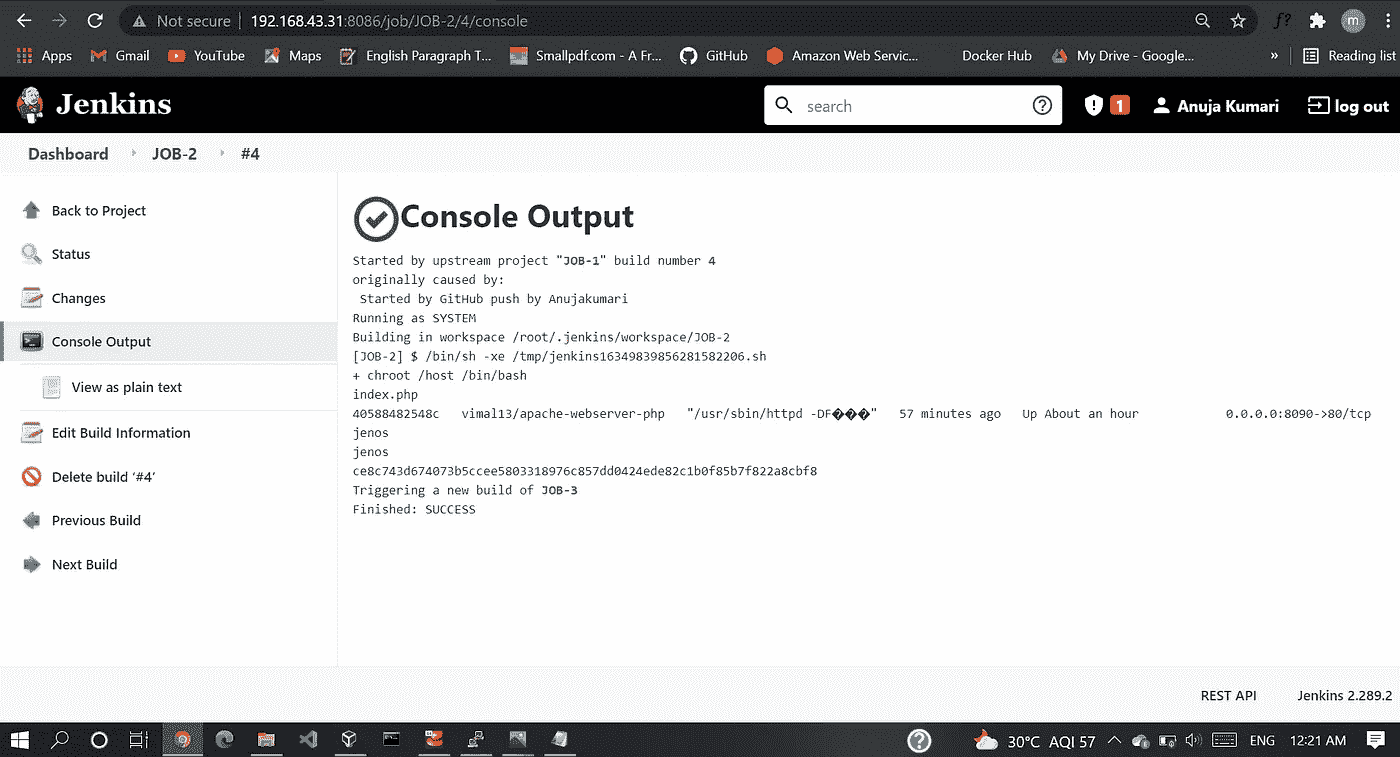 Not secure 192.168.43.31:8086/job/JOB-2/4/console
Apps Gmail YouTube Maps English Paragraph T... Smallpdf.com - A Fr... GitHub Amazon Web Servic... Docker Hub My Drive - Google... » Reading list
Jenkins search 1 Anuja Kumari log out
Dashboard JOB-2 #4
Back to Project
Status
Changes
Console Output
View as plain text
Edit Build Information
Delete build ‘#4’
Previous Build
Next Build
Console Output
Started by upstream project "JOB-1" build number 4
originally caused by:
Started by GitHub push by Anujakumari
Running as SYSTEM
Building in workspace /root/.jenkins/workspace/JOB-2
[JOB-2] $ /bin/sh -xe /tmp/jenkins16349839856281582206.sh
+ chroot /host /bin/bash
index.php
40588482548c vimal13/apache-webserver-php "/usr/sbin/httpd -DF���" 57 minutes ago Up About an hour 0.0.0.0:8090->80/tcp
jenos
jenos
ce8c743d674073b5ccee5803318976c857dd0424ede82c1b0f85b7f822a8cbf8
Triggering a new build of JOB-3
Finished: SUCCESS
REST API Jenkins 2.289.2
30°C AQI 57 ENG 12:21 AM